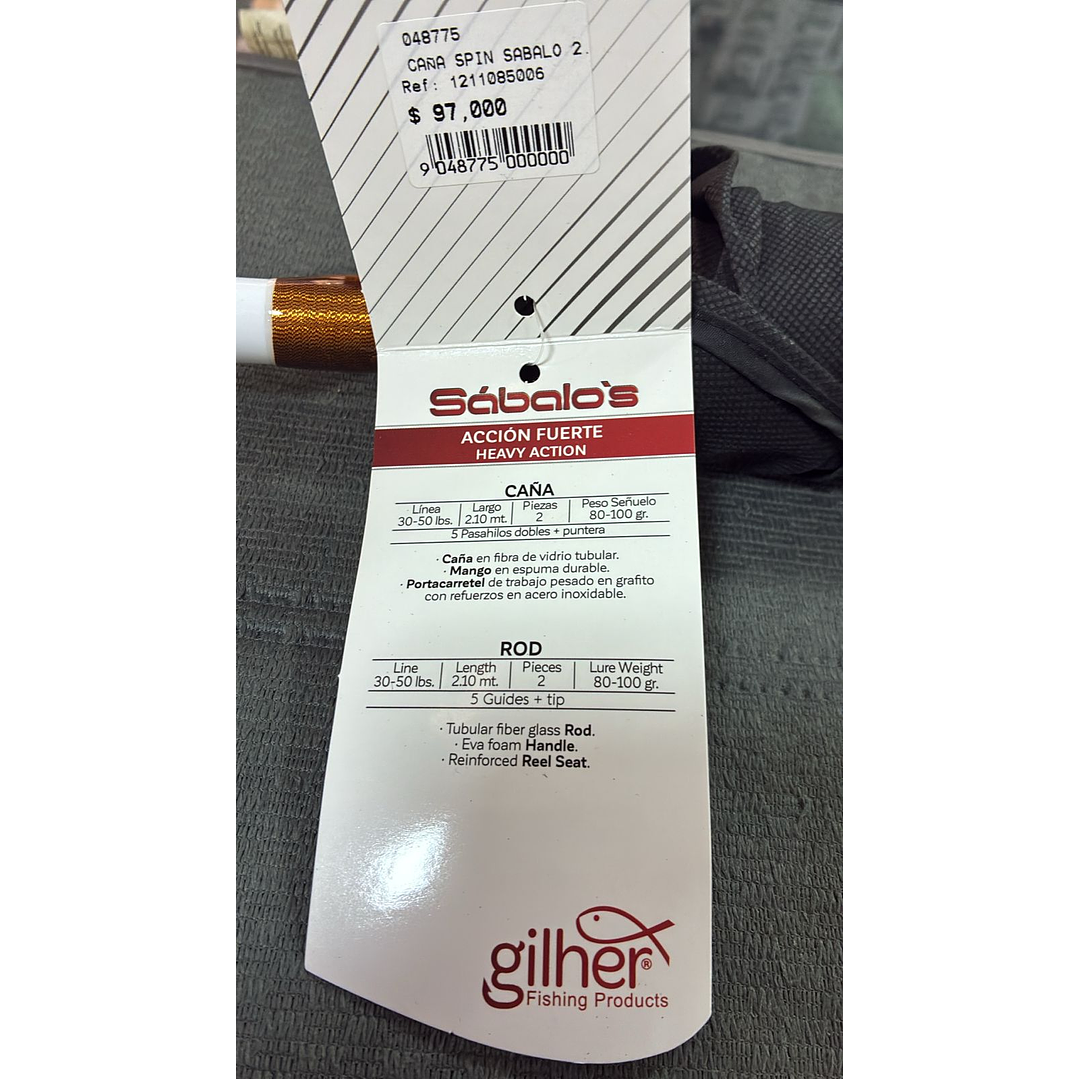 048775
CAÑA SPIN SABALO 2.
Ref: 1211085006
$ 97,000
9 048775 000000
Sábalo's
ACCIÓN FUERTE
HEAVY ACTION
CAÑA
Línea Largo Piezas Peso Señuelo
30-50 lbs. 2.10 mt. 2 80-100 gr.
5 Pasahilos dobles + puntera
· Caña en fibra de vidrio tubular.
· Mango en espuma durable.
· Portacarretel de trabajo pesado en grafito
con refuerzos en acero inoxidable.
ROD
Line Length Pieces Lure Weight
30-50 lbs. 2.10 mt. 2 80-100 gr.
5 Guides + tip
· Tubular fiber glass Rod.
· Eva foam Handle.
· Reinforced Reel Seat.
gilher®
Fishing Products